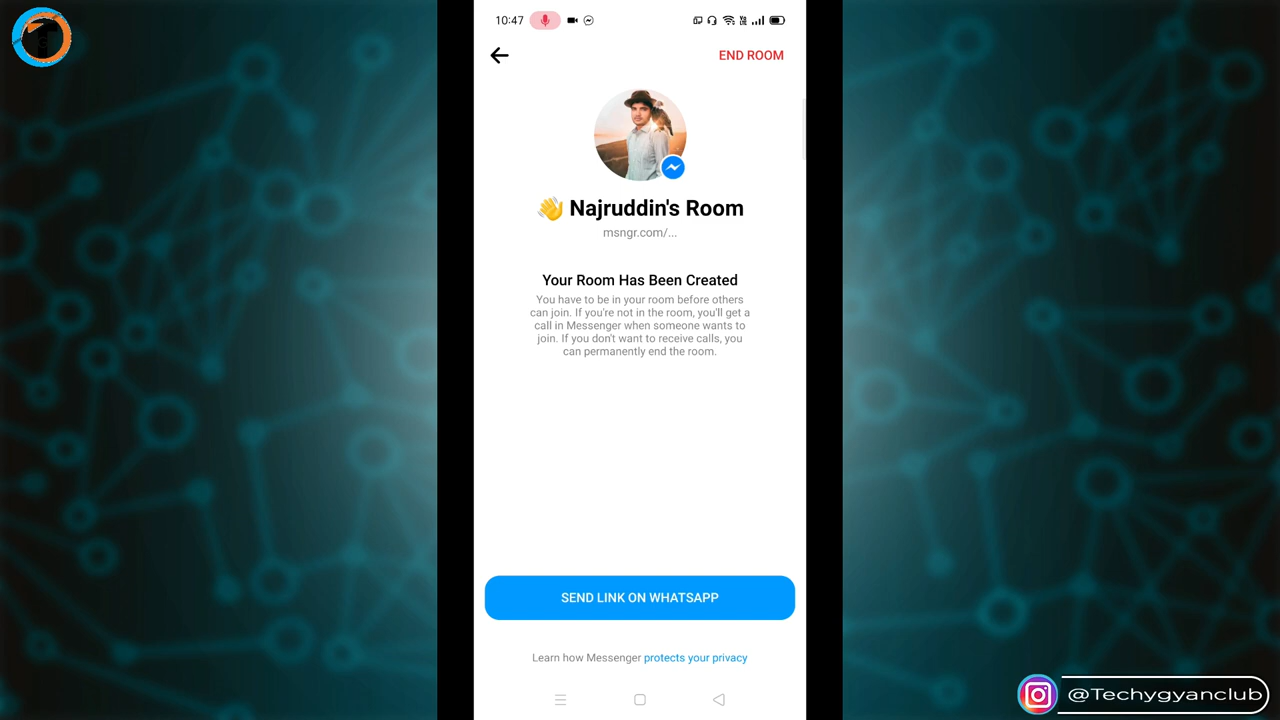 10:47
END ROOM
👋 Najruddin's Room
msngr.com/...
Your Room Has Been Created
You have to be in your room before others
can join. If you're not in the room, you'll get a
call in Messenger when someone wants to
join. If you don't want to receive calls, you
can permanently end the room.
SEND LINK ON WHATSAPP
Learn how Messenger protects your privacy
@Techygyanclub